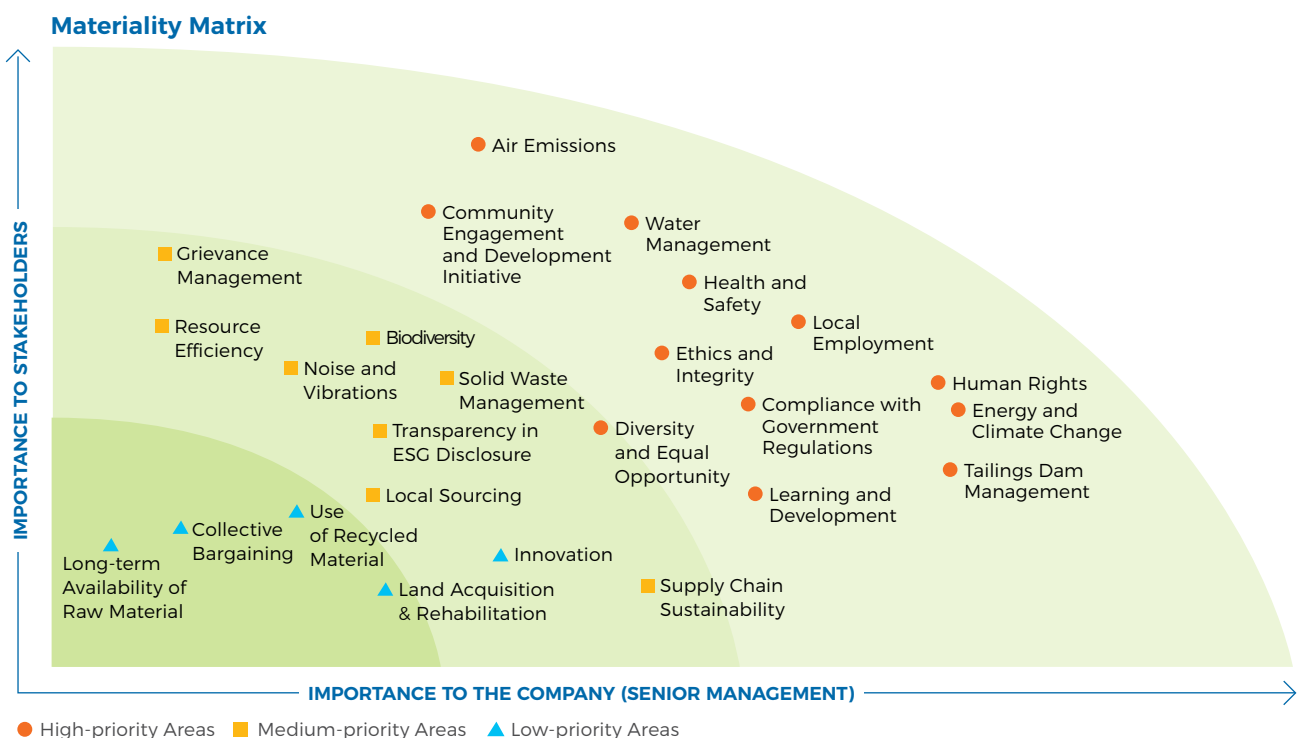 Materiality Matrix
IMPORTANCE TO STAKEHOLDERS
Air Emissions
Community
Engagement
and Development
Initiative
Water
Management
Grievance
Management
Health and
Safety
Local
Employment
Resource
Efficiency
Biodiversity
Ethics and
Integrity
Noise and
Vibrations
Solid Waste
Management
Human Rights
Compliance with
Government
Regulations
Energy and
Climate Change
Transparency in
ESG Disclosure
Diversity
and Equal
Opportunity
Tailings Dam
Management
Local Sourcing
Learning and
Development
Use
of Recycled
Material
Collective
Bargaining
Long-term
Availability of
Raw Material
Innovation
Land Acquisition
& Rehabilitation
Supply Chain
Sustainability
IMPORTANCE TO THE COMPANY (SENIOR MANAGEMENT)
High-priority Areas Medium-priority Areas Low-priority Areas